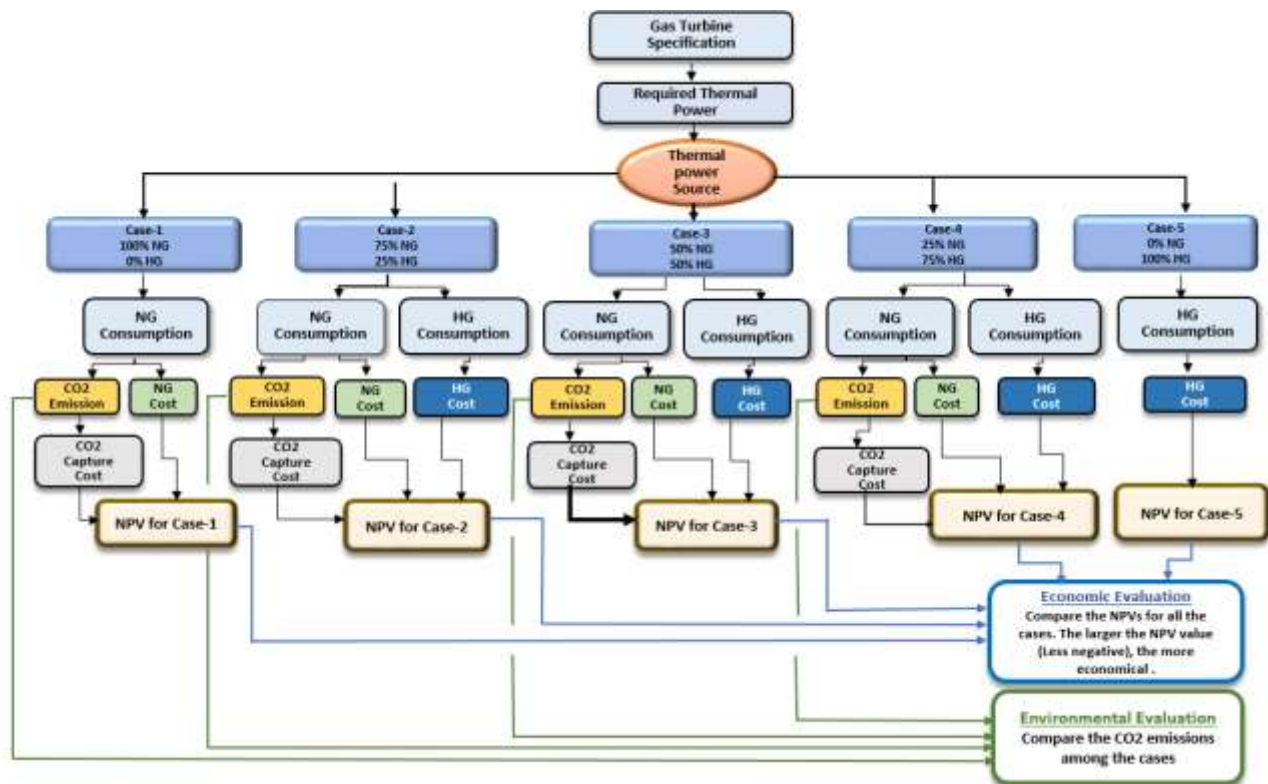 Gas Turbine
Specification
Required Thermal
Power
Thermal
power
Source
Case-1
100% NG
0% HG
Case-2
75% NG
25% HG
Case-3
50% NG
50% HG
Case-4
25% NG
75% HG
Case-5
0% NG
100% HG
NG
Consumption
NG
Consumption
HG
Consumption
NG
Consumption
HG
Consumption
NG
Consumption
HG
Consumption
HG
Consumption
CO2
Emission
NG
Cost
CO2
Emission
NG
Cost
HG
Cost
CO2
Emission
NG
Cost
HG
Cost
CO2
Emission
NG
Cost
HG
Cost
HG
Cost
CO2
Capture
Cost
CO2
Capture
Cost
CO2
Capture
Cost
CO2
Capture
Cost
NPV for Case-1
NPV for Case-2
NPV for Case-3
NPV for Case-4
NPV for Case-5
Economic Evaluation
Compare the NPVs for all the
cases. The larger the NPV value
(Less negative), the more
economical .
Environmental Evaluation
Compare the CO2 emissions
among the cases